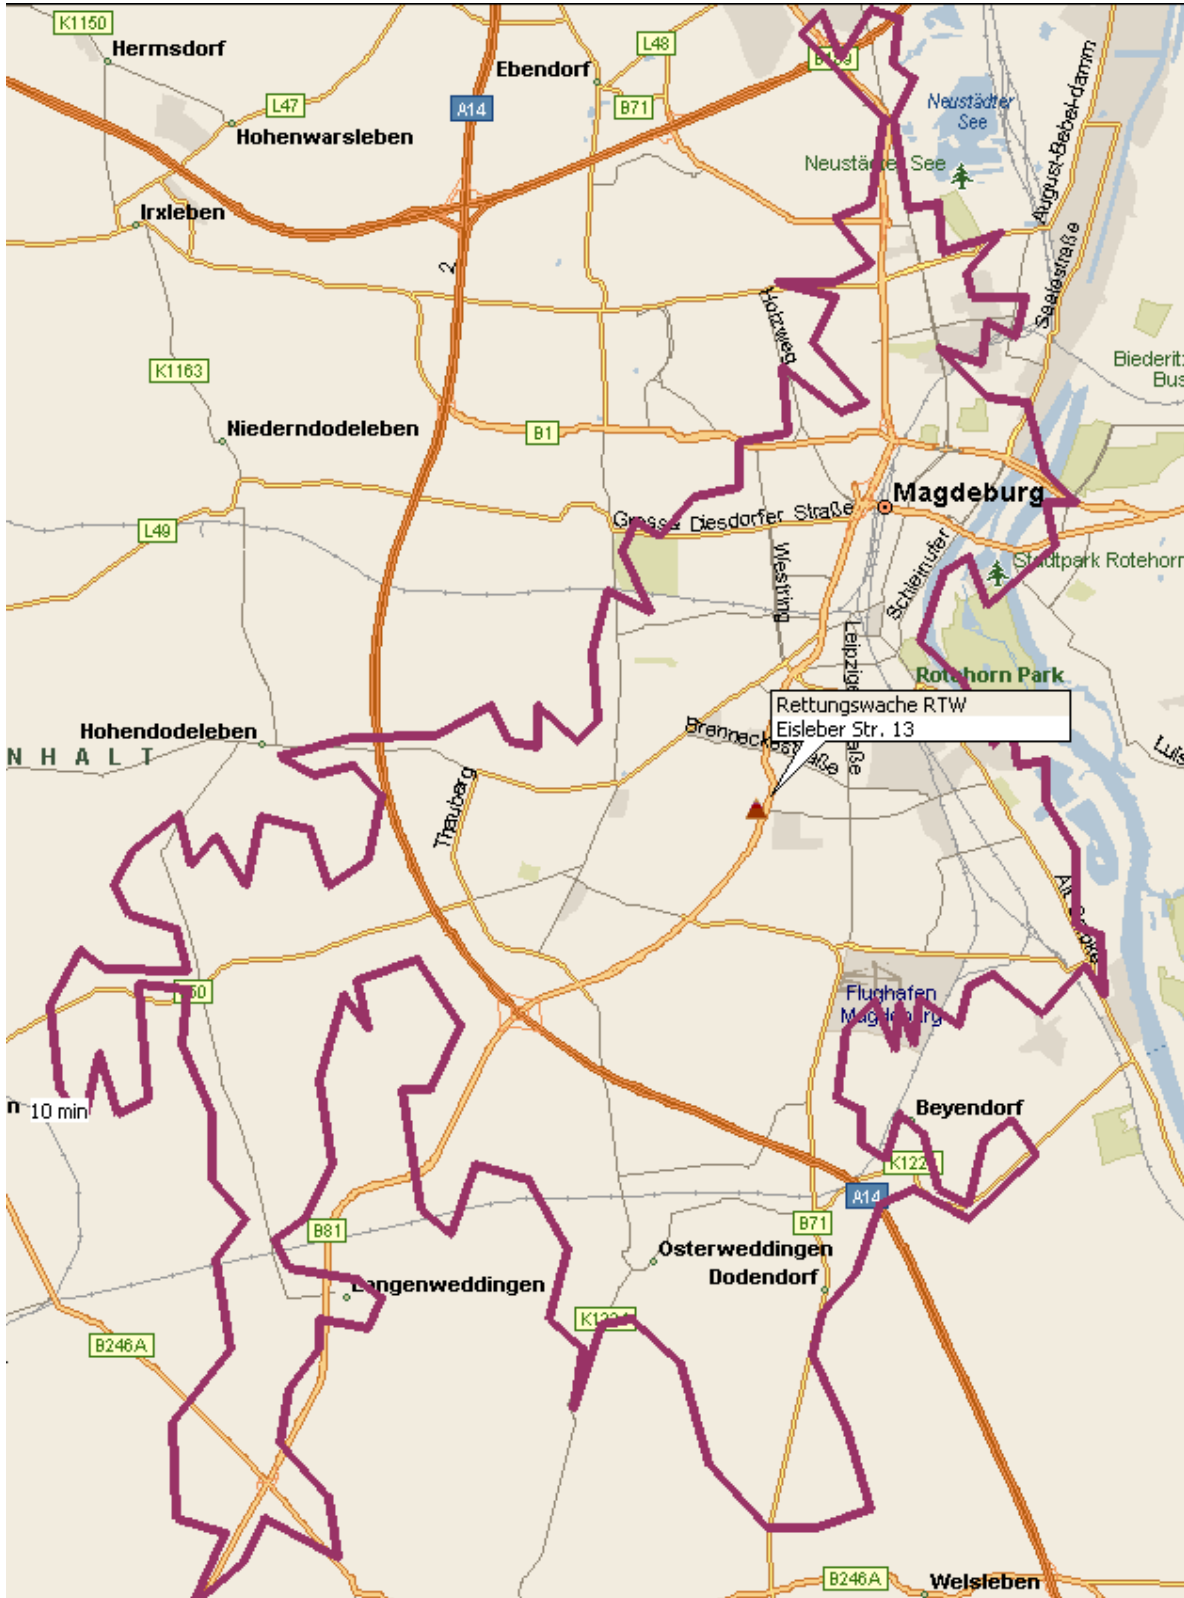 K1150
Hermsdorf
L48
Ebendorf
L47
A14
B71
Hohenwarsleben
Neustädter
See
Neustädter See
August-Bebel-damm
Irxleben
2
Holzweg
Saalestraße
K1163
Biederitz
Bus
Niederndodeleben
B1
Magdeburg
L49
Gross& Diesdorfer Straße
Westring
Schleinufer
Stadtpark Rotehorn
Rotehorn Park
Rettungswache RTW
Eisleber Str. 13
Hohendodeleben
NHALT
Brenneckestraße
Thauberg
Flughafen
Magdeburg
n
10 min
Beyendorf
A14
B71
B81
Osterweddingen
Dodendorf
Langenweddingen
B246A
B246A
Welsleben